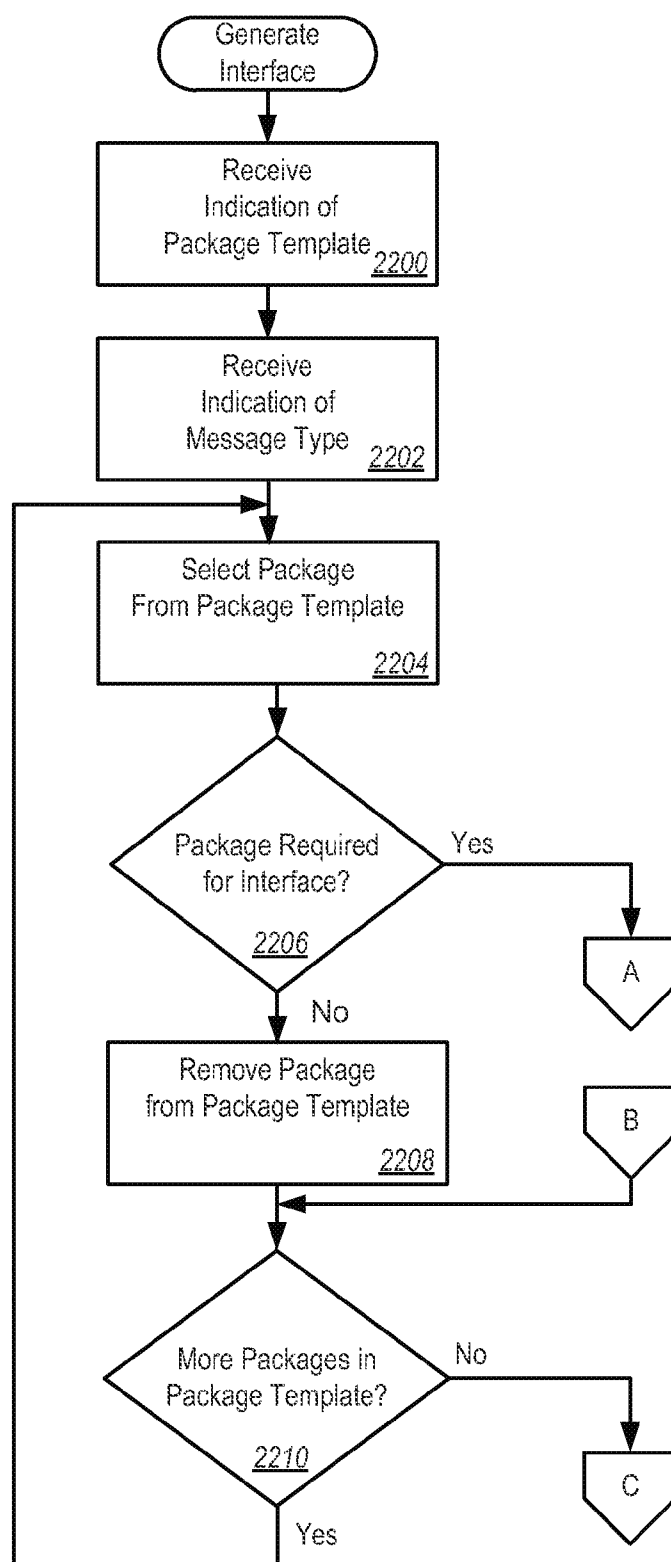 Generate
Interface
Receive
Indication of
Package Template
2200
Receive
Indication of
Message Type
2202
Select Package
From Package Template
2204
Package Required
for Interface?
2206
Yes
A
No
Remove Package
from Package Template
2208
B
More Packages in
Package Template?
2210
No
C
Yes